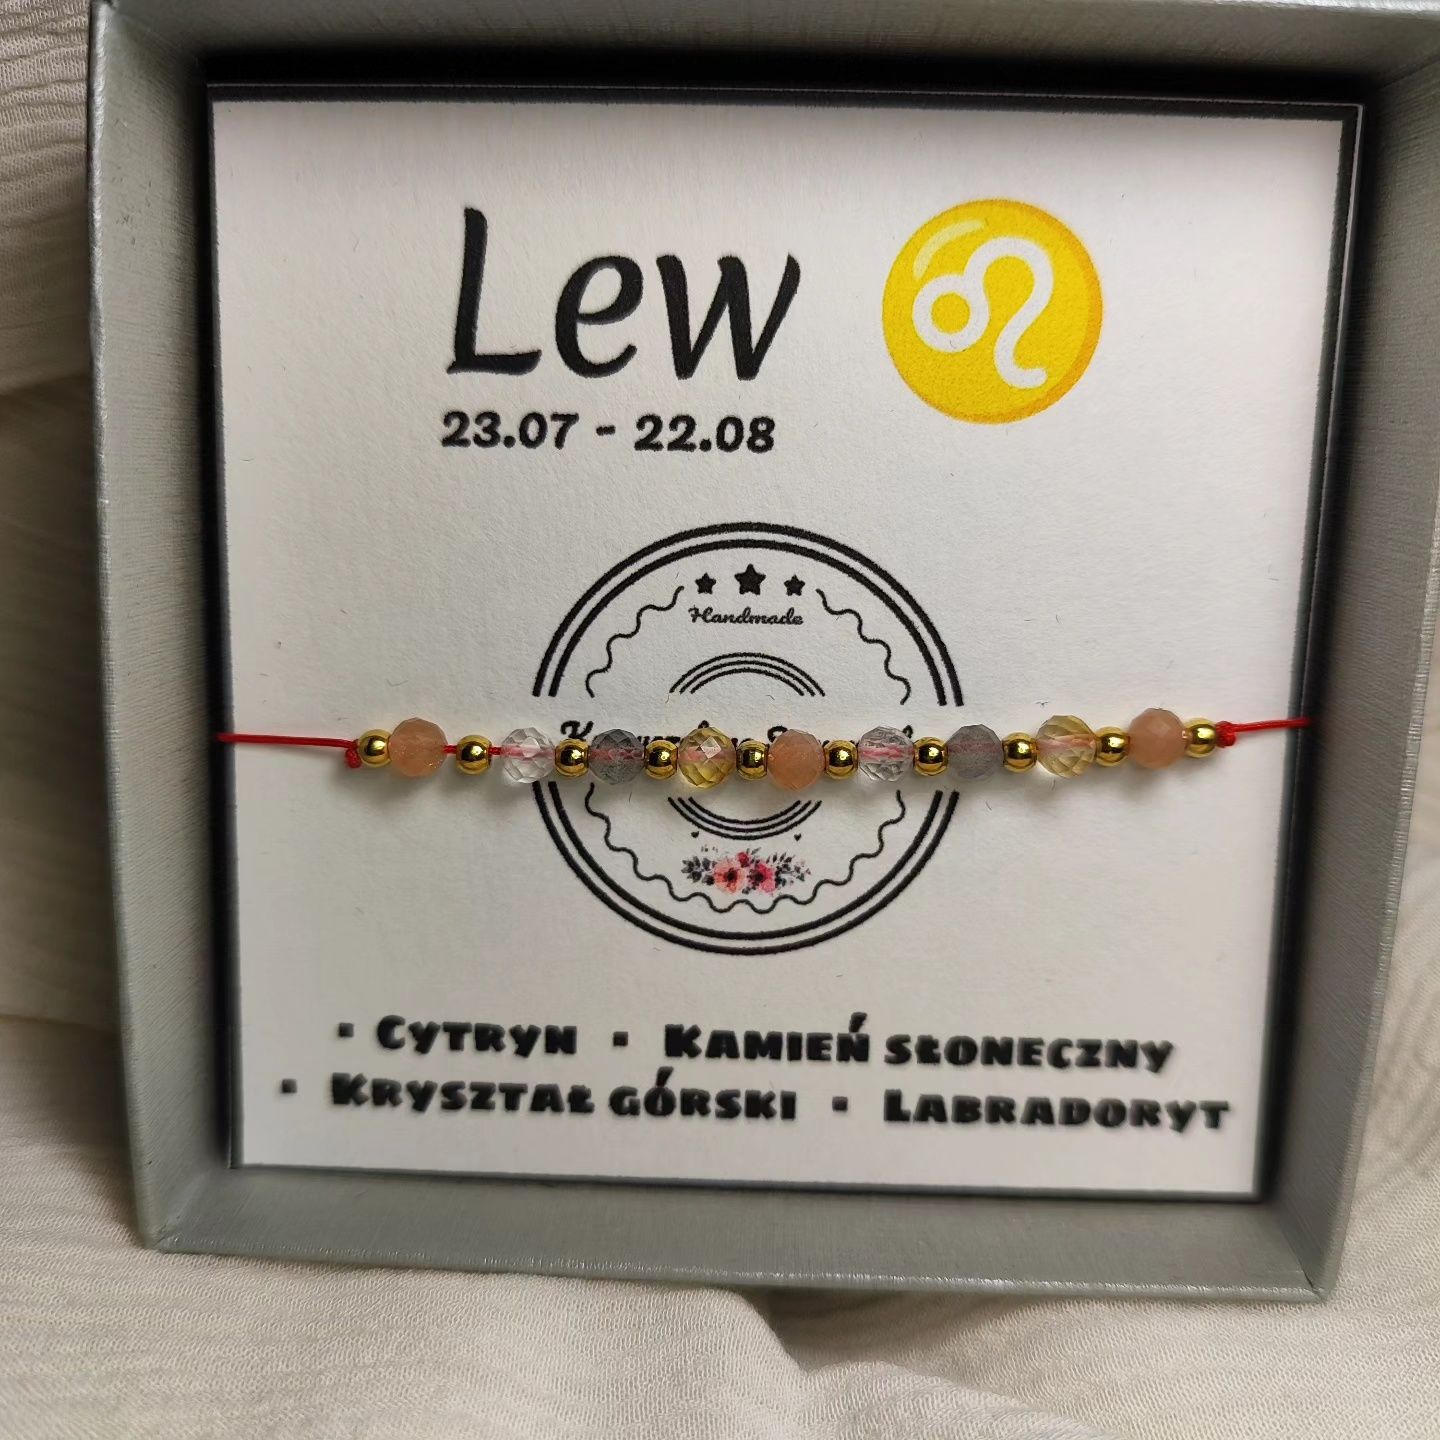 Lew
23.07 - 22.08
Handmade
· Cytryn · Kamień słoneczny
· Kryształ górski · Labradoryt